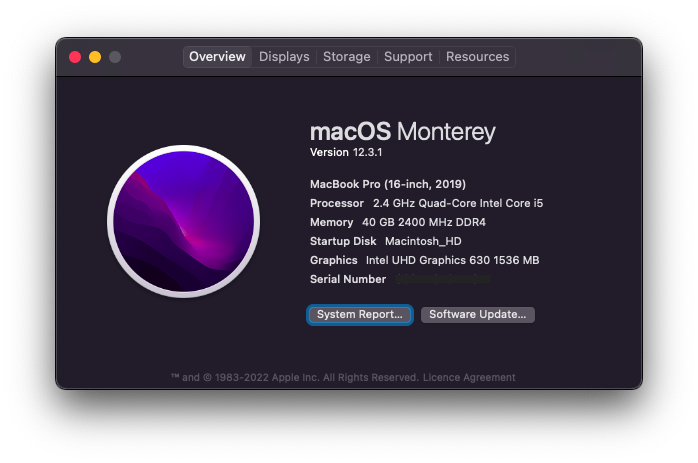 Overview Displays Storage Support Resources
macOS Monterey
Version 12.3.1
MacBook Pro (16-inch, 2019)
Processor 2.4 GHz Quad-Core Intel Core i5
Memory 40 GB 2400 MHz DDR4
Startup Disk Macintosh_HD
Graphics Intel UHD Graphics 630 1536 MB
Serial Number
System Report... Software Update...
™ and © 1983-2022 Apple Inc. All Rights Reserved. Licence Agreement